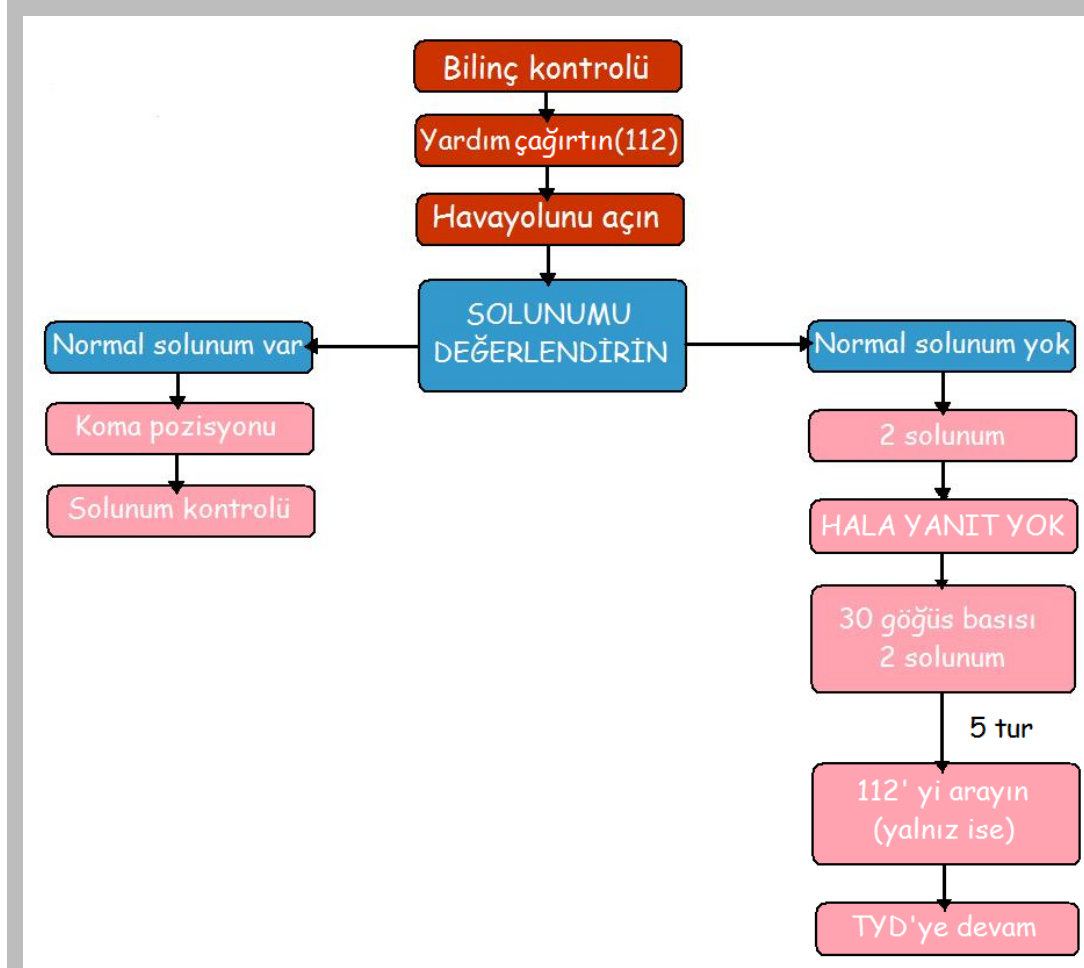 Bilinç kontrolü
Yardım çağırtın(112)
Havayolunu açın
SOLUNUMU
DEĞERLENDİRİN
Normal solunum var
Koma pozisyonu
Solunum kontrolü
Normal solunum yok
2 solunum
HALA YANIT YOK
30 göğüs basısı
2 solunum
5 tur
112' yi arayın
(yalnız ise)
TYD'ye devam